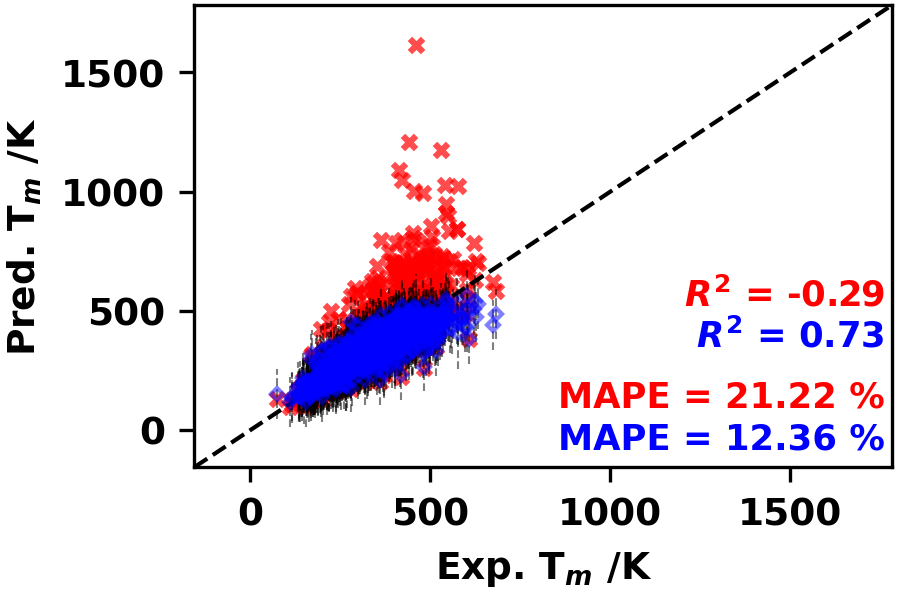 Pred. Tm /K
1500
1000
500
0
R² = -0.29
R² = 0.73
MAPE = 21.22 %
MAPE = 12.36 %
0 500 1000 1500
Exp. Tm /K